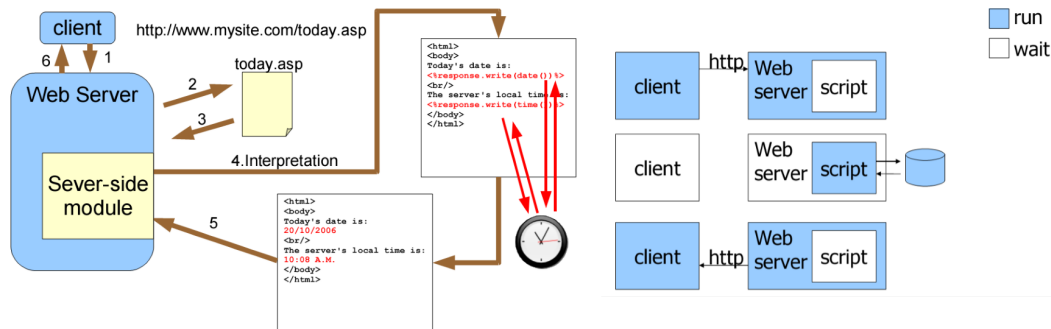 client
http://www.mysite.com/today.asp
6
1
Web Server
2
today.asp
3
4.Interpretation
Sever-side
module
5
<html>
<body>
Today's date is:
<%response.write(date())%>
<br/>
The server's local time is:
<%response.write(time())%>
</body>
</html>
<html>
<body>
Today's date is:
20/10/2006
<br/>
The server's local time is:
10:08 A.M.
</body>
</html>
run
wait
client
http
Web
server
script
client
Web
server
script
client
http
Web
server
script